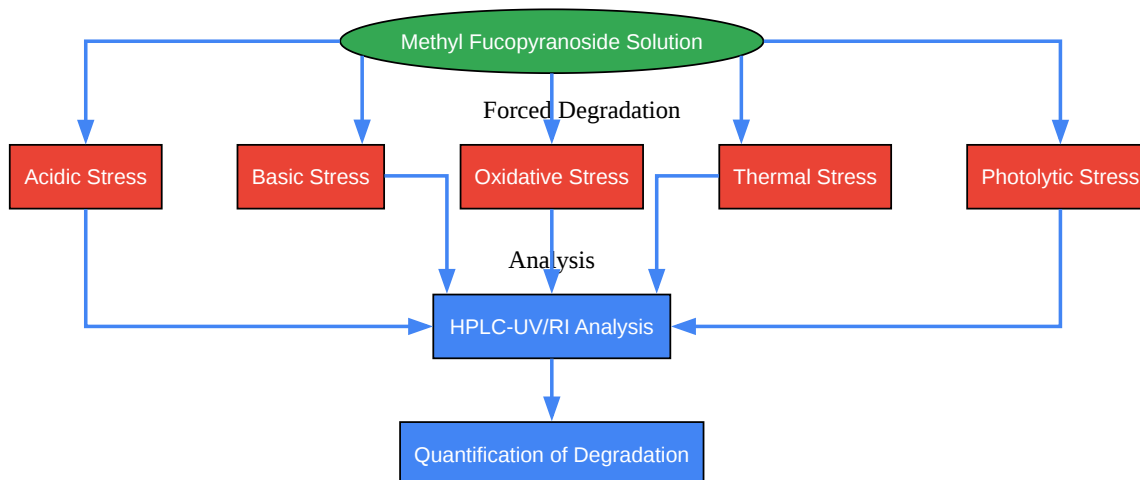 Methyl Fucopyranoside Solution
Forced Degradation
Acidic Stress
Basic Stress
Oxidative Stress
Thermal Stress
Photolytic Stress
Analysis
HPLC-UV/RI Analysis
Quantification of Degradation